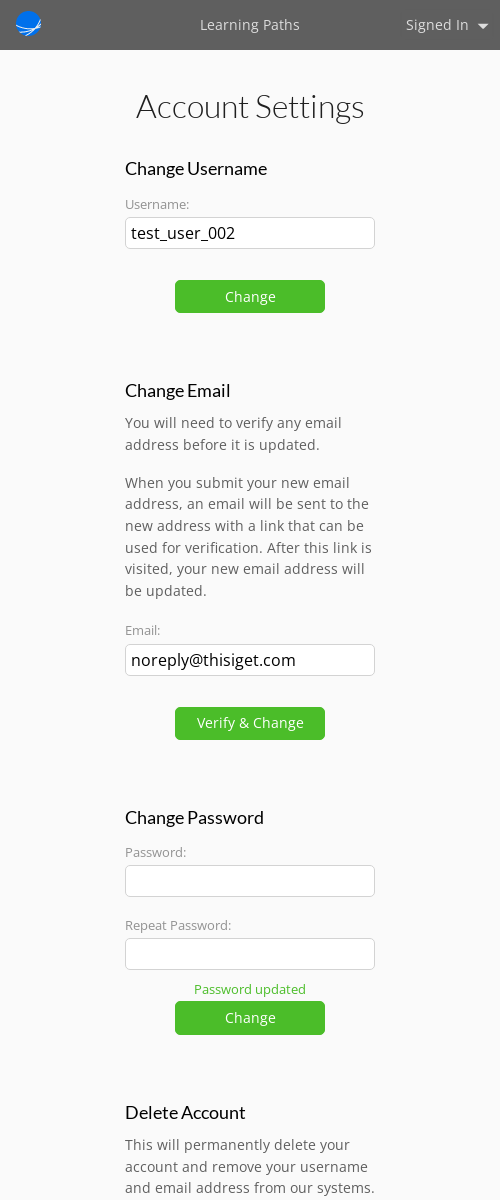 Learning Paths
Signed In
Account Settings
Change Username
Username:
test_user_002
Change
Change Email
You will need to verify any email
address before it is updated.
When you submit your new email
address, an email will be sent to the
new address with a link that can be
used for verification. After this link is
visited, your new email address will
be updated.
Email:
noreply@thisiget.com
Verify & Change
Change Password
Password:
Repeat Password:
Password updated
Change
Delete Account
This will permanently delete your
account and remove your username
and email address from our systems.